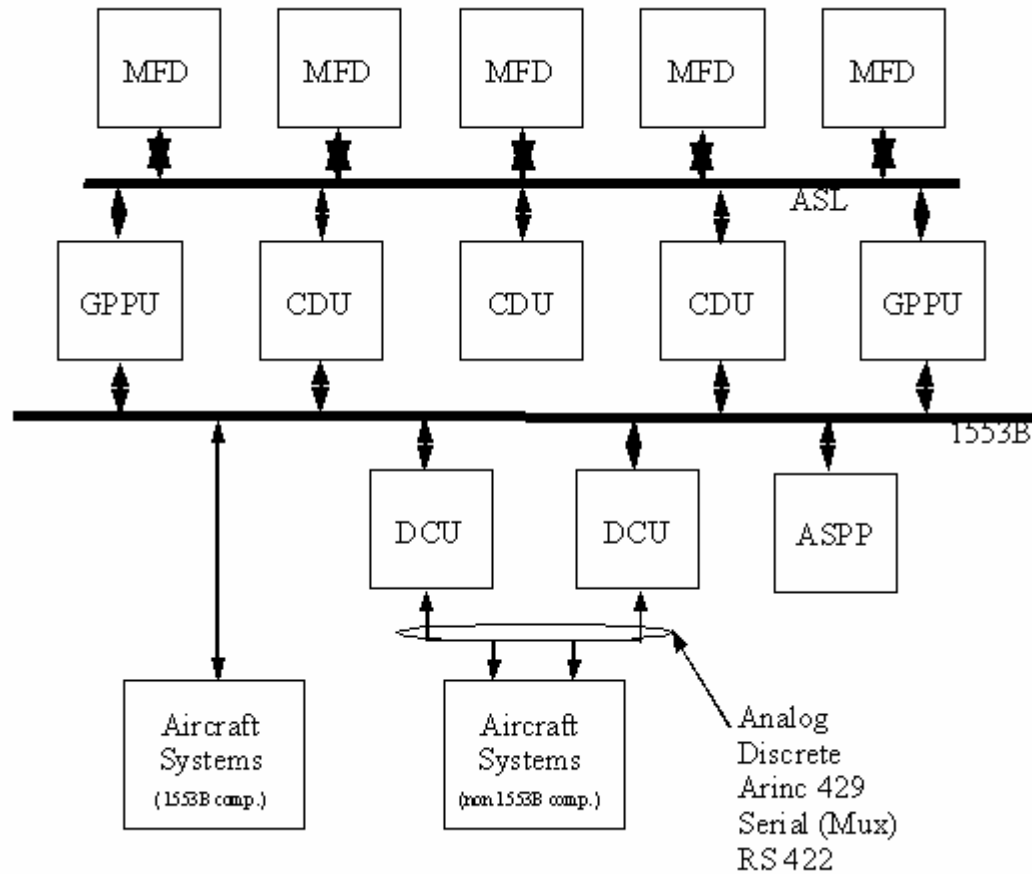 MFD
MFD
MFD
MFD
MFD
ASL
GPPU
CDU
CDU
CDU
GPPU
1553B
DCU
DCU
ASPP
Aircraft
Systems
(1553B comp.)
Aircraft
Systems
(non 1553B comp.)
Analog
Discrete
Arinc 429
Serial (Mux)
RS 422